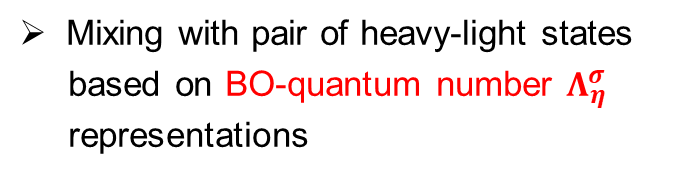 ➤ Mixing with pair of heavy-light states
based on BO-quantum number Λ_η^σ
representations